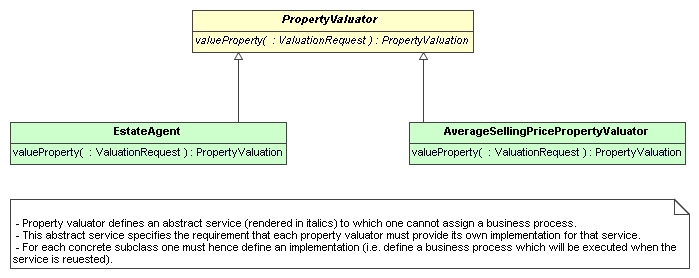 PropertyValuator
valueProperty( : ValuationRequest ) : PropertyValuation
EstateAgent
valueProperty( : ValuationRequest ) : PropertyValuation
AverageSellingPricePropertyValuator
valueProperty( : ValuationRequest ) : PropertyValuation
- Property valuator defines an abstract service (rendered in italics) to which one cannot assign a business process.
- This abstract service specifies the requirement that each property valuator must provide its own implementation for that service.
- For each concrete subclass one must hence define an implementation (i.e. define a business process which will be executed when the
service is reuested).